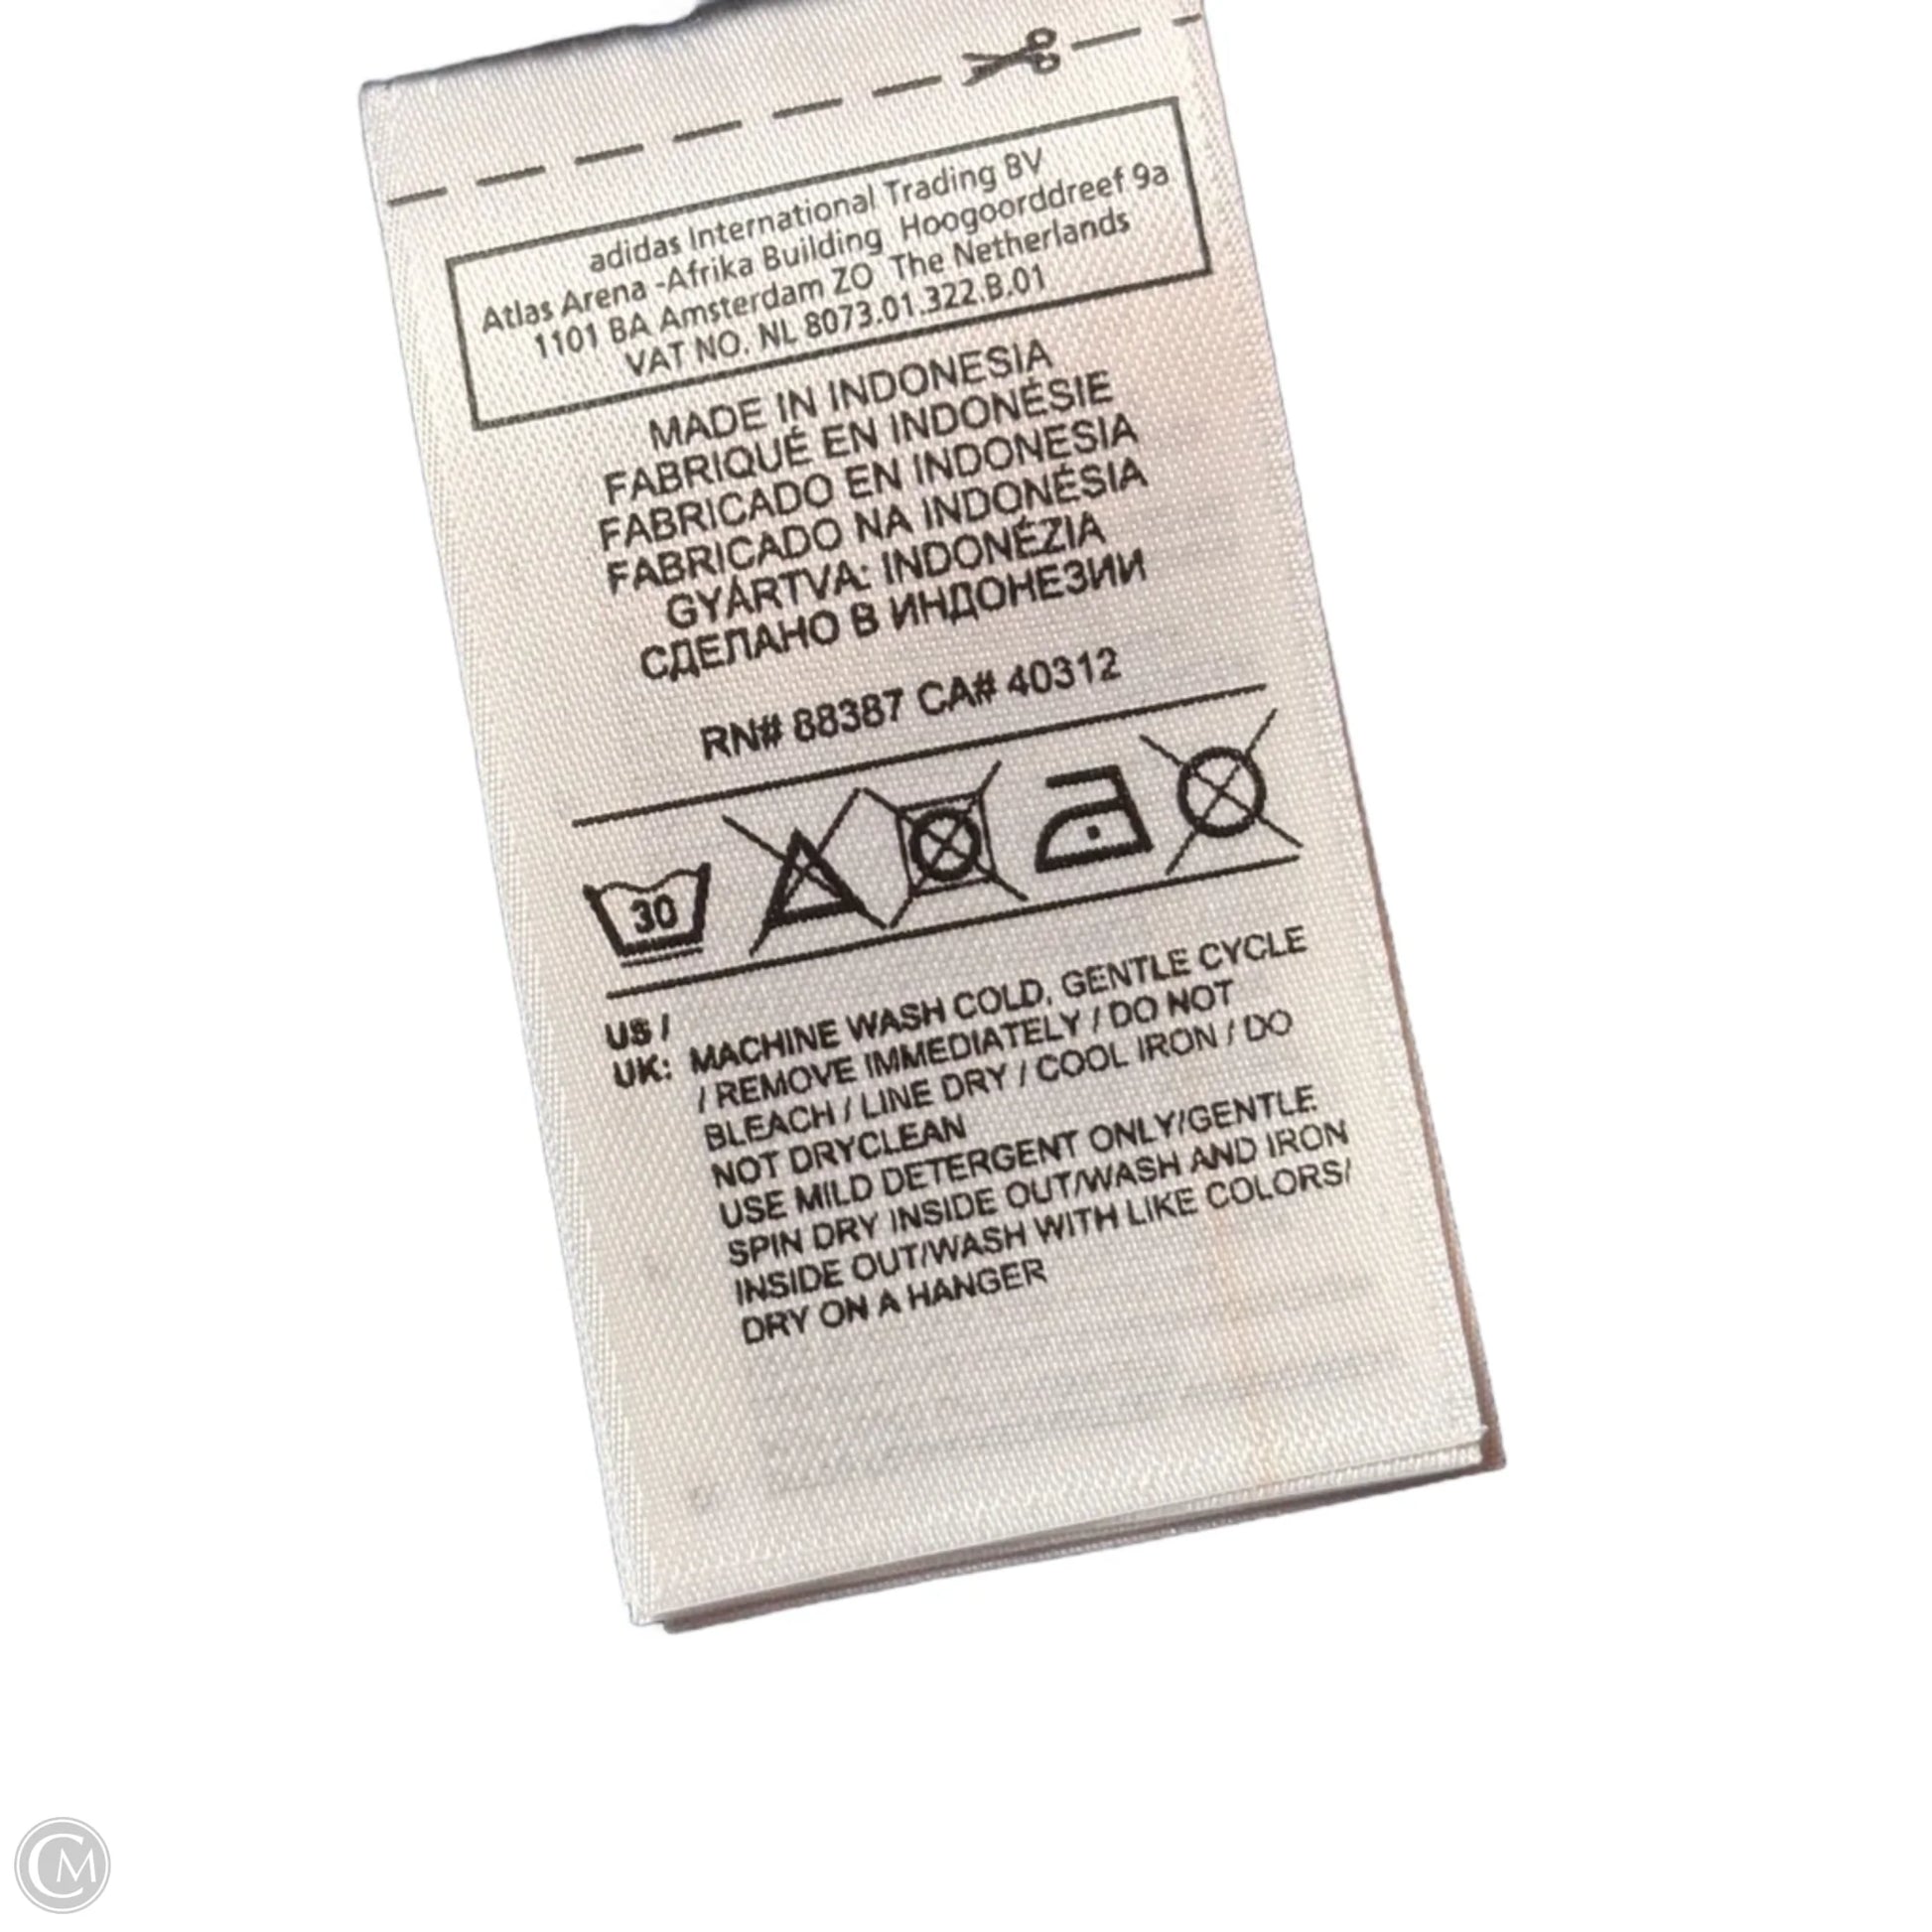 adidas International Trading BV
Atlas Arena -Afrika Building Hoogoorddreef 9a
1101 BA Amsterdam ZO The Netherlands
VAT NO. NL 8073.01.322.B.01
MADE IN INDONESIA
FABRIQUÉ EN INDONÉSIE
FABRICADO EN INDONESIA
FABRICADO NA INDONÉSIA
GYÁRTVA: INDONÉZIA
СДЕЛАНО В ИНДОНЕЗИИ
RN# 88387 CA# 40312
30
US / UK: MACHINE WASH COLD, GENTLE CYCLE
/ REMOVE IMMEDIATELY / DO NOT
BLEACH / LINE DRY / COOL IRON / DO
NOT DRYCLEAN
USE MILD DETERGENT ONLY/GENTLE
SPIN DRY INSIDE OUT/WASH AND IRON
INSIDE OUT/WASH WITH LIKE COLORS/
DRY ON A HANGER
CM